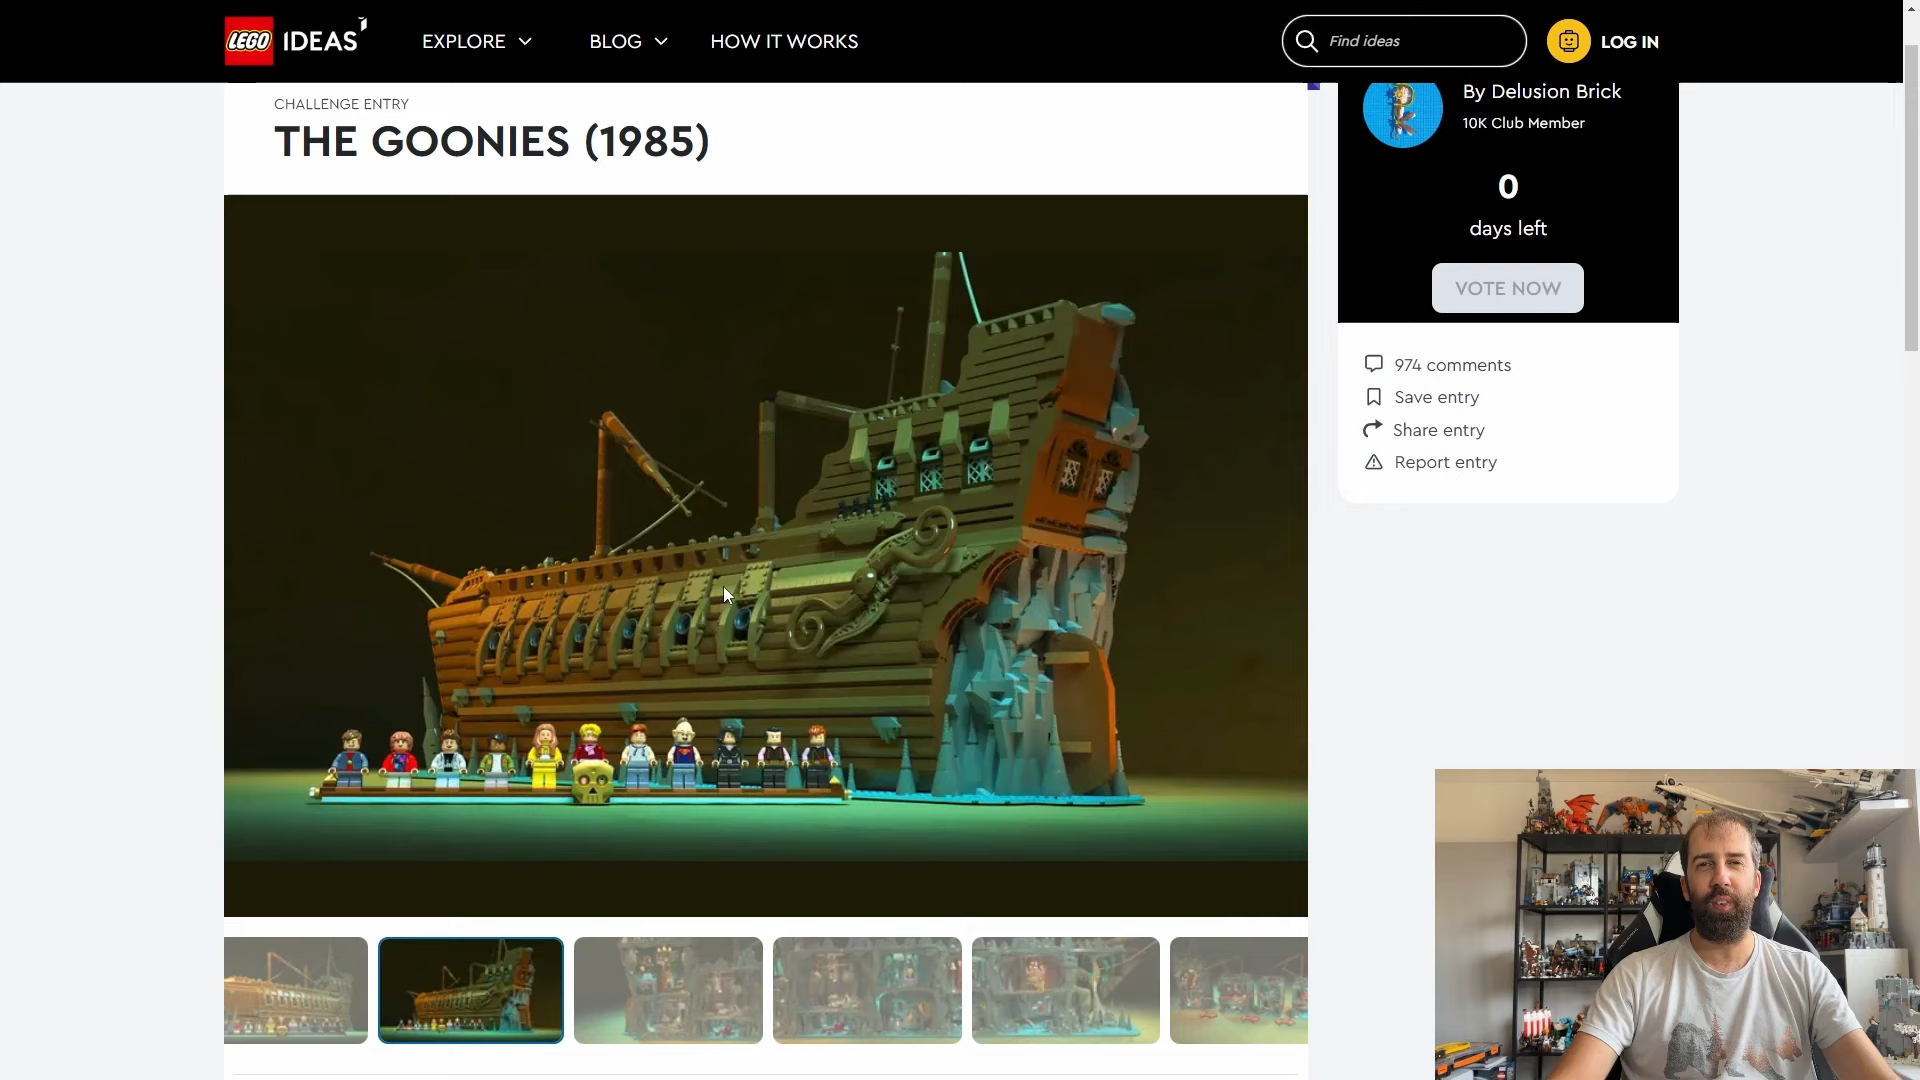 LEGO IDEAS
EXPLORE
BLOG
HOW IT WORKS
Find ideas
LOG IN
CHALLENGE ENTRY
THE GOONIES (1985)
By Delusion Brick
10K Club Member
0
days left
VOTE NOW
974 comments
Save entry
Share entry
Report entry